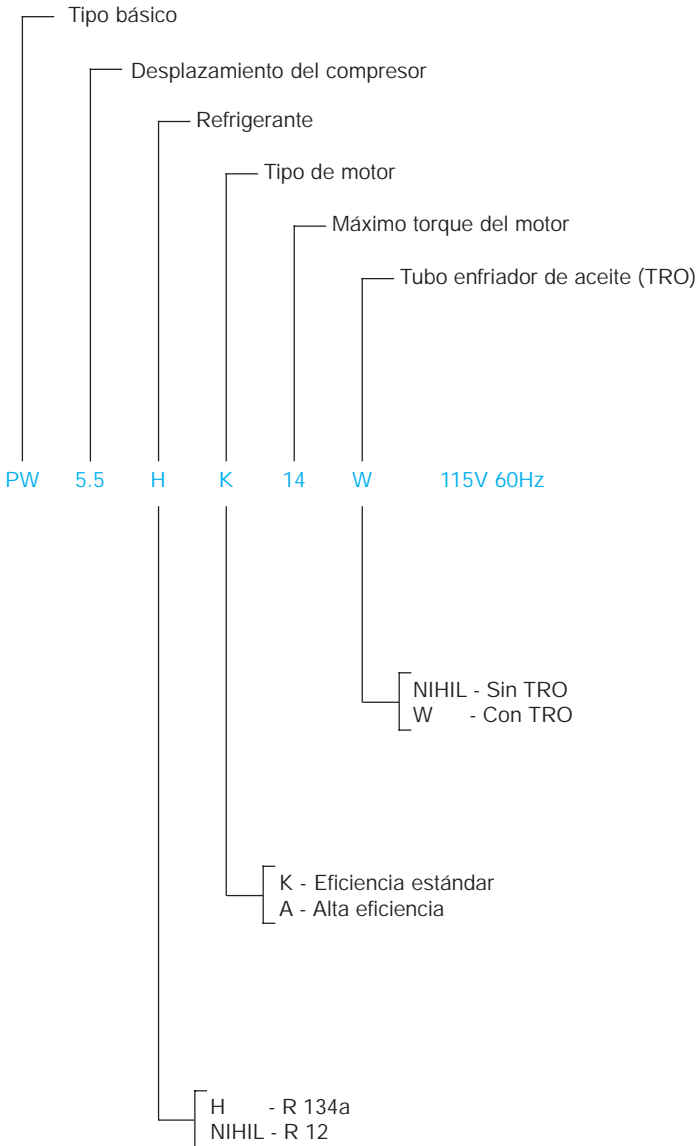 Tipo básico
Desplazamiento del compresor
Refrigerante
Tipo de motor
Máximo torque del motor
Tubo enfriador de aceite (TRO)
PW 5.5 H K 14 W 115V 60Hz
NIHIL - Sin TRO
W - Con TRO
K - Eficiencia estándar
A - Alta eficiencia
H - R 134a
NIHIL - R 12